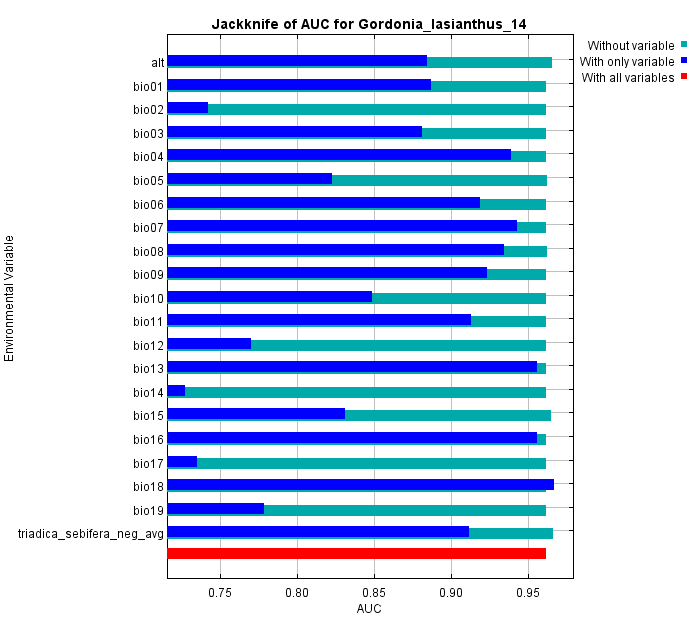 Jackknife of AUC for Gordonia_lasianthus_14
Without variable
With only variable
With all variables
Environmental Variable
alt
bio01
bio02
bio03
bio04
bio05
bio06
bio07
bio08
bio09
bio10
bio11
bio12
bio13
bio14
bio15
bio16
bio17
bio18
bio19
triadica_sebifera_neg_avg
0.75 0.80 0.85 0.90 0.95
AUC